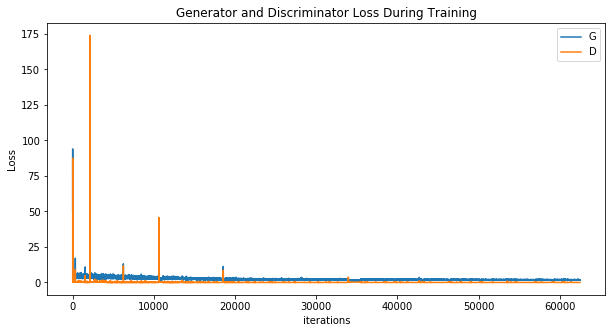 Generator and Discriminator Loss During Training
G
D
175
150
125
100
75
50
25
0
Loss
0 10000 20000 30000 40000 50000 60000
iterations